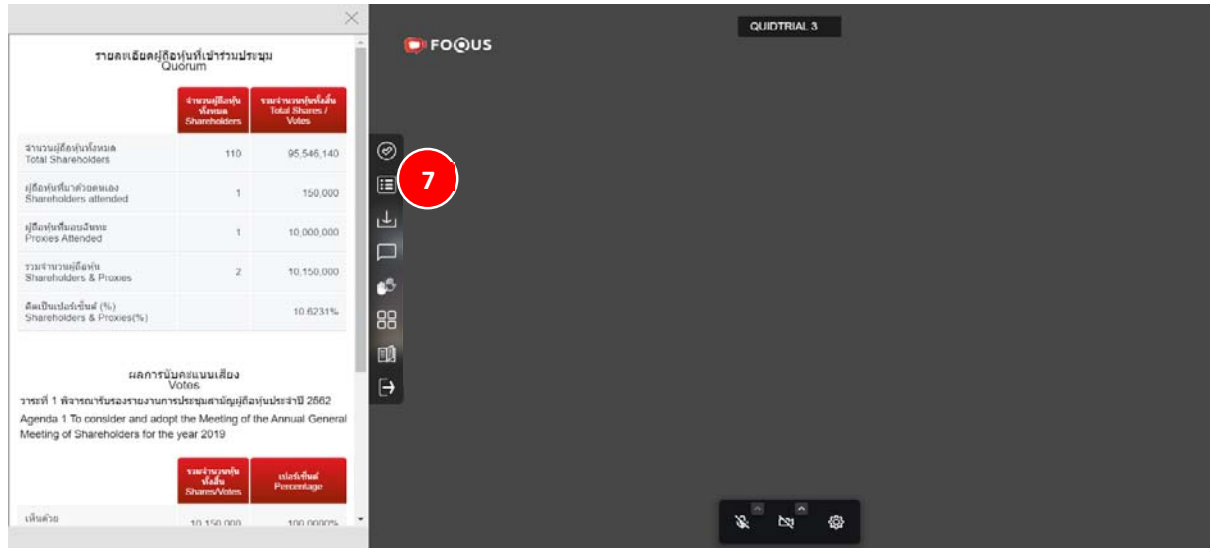 QUIDTRIAL 3
FOQUS
รายละเอียดผู้ถือหุ้นที่เข้าร่วมประชุม
Quorum
จำนวนผู้ถือหุ้น
ทั้งหมด
Shareholders
รวมจำนวนหุ้นทั้งสิ้น
Total Shares /
Votes
จำนวนผู้ถือหุ้นทั้งหมด
Total Shareholders
110
95,546,140
ผู้ถือหุ้นที่มาด้วยตนเอง
Shareholders attended
1
150,000
ผู้ถือหุ้นที่มอบฉันทะ
Proxies Attended
1
10,000,000
รวมจำนวนผู้ถือหุ้น
Shareholders & Proxies
2
10,150,000
คิดเป็นเปอร์เซ็นต์ (%)
Shareholders & Proxies(%)
10.6231%
7
ผลการนับคะแนนเสียง
Votes
วาระที่ 1 พิจารณารับรองรายงานการประชุมสามัญผู้ถือหุ้นประจำปี 2562
Agenda 1 To consider and adopt the Meeting of the Annual General
Meeting of Shareholders for the year 2019
รวมจำนวนหุ้น
ทั้งสิ้น
Shares/Votes
เปอร์เซ็นต์
Percentage
เห็นด้วย
10,150,000
100.0000%